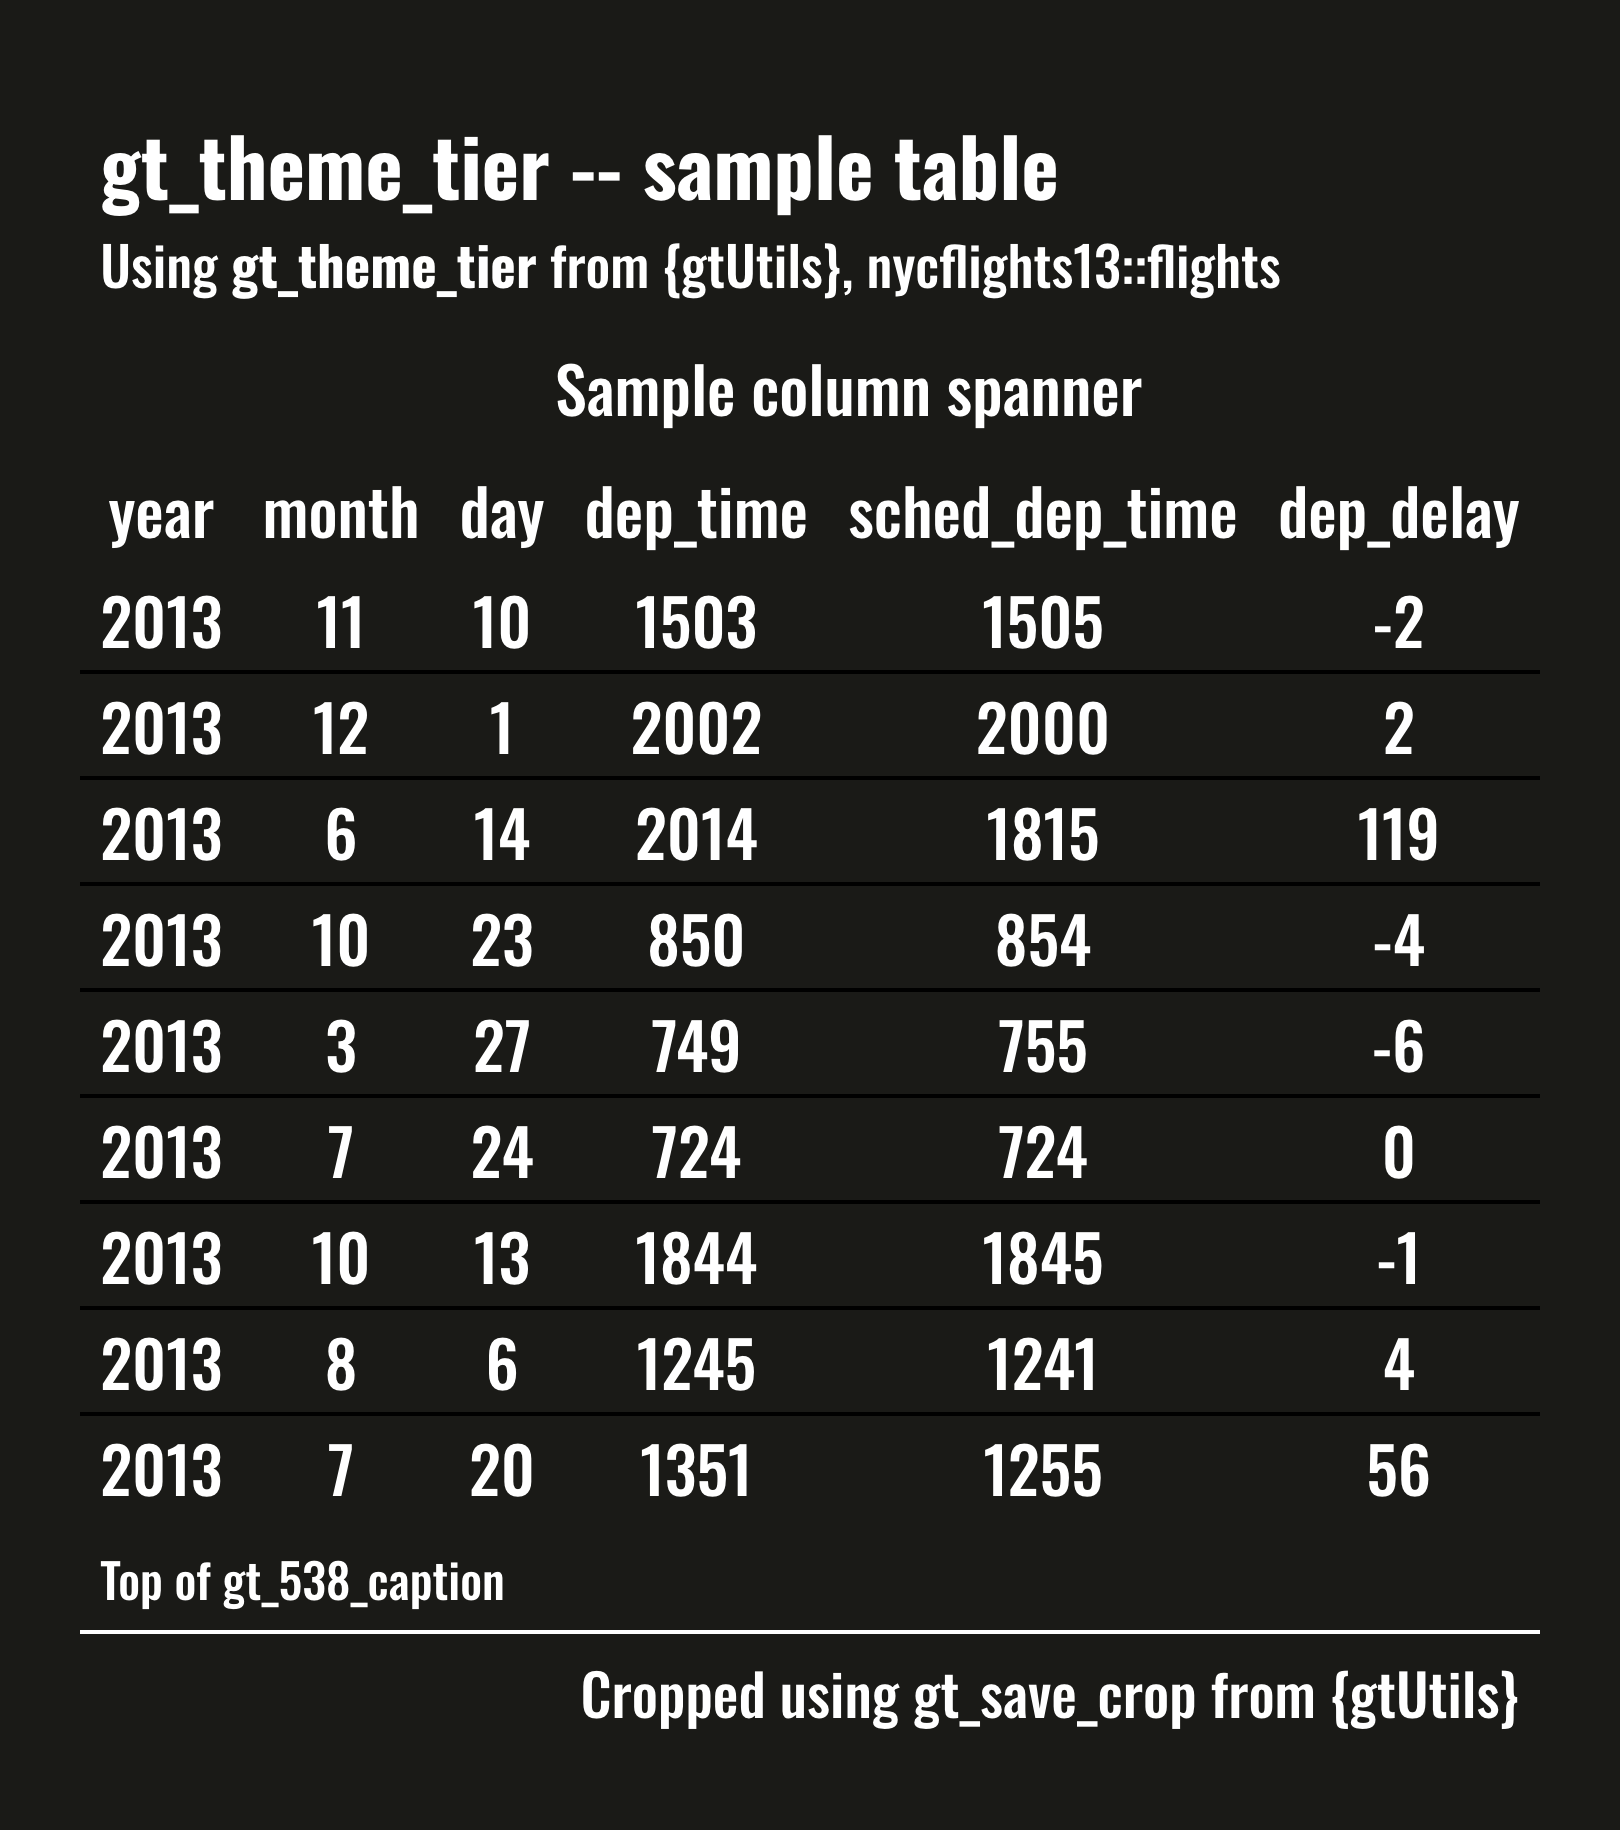 gt_theme_tier -- sample table
Using gt_theme_tier from {gtUtils}, nycflights13::flights
Sample column spanner
year month day dep_time sched_dep_time dep_delay
2013 11 10 1503 1505 -2
2013 12 1 2002 2000 2
2013 6 14 2014 1815 119
2013 10 23 850 854 -4
2013 3 27 749 755 -6
2013 7 24 724 724 0
2013 10 13 1844 1845 -1
2013 8 6 1245 1241 4
2013 7 20 1351 1255 56
Top of gt_538_caption
Cropped using gt_save_crop from {gtUtils}